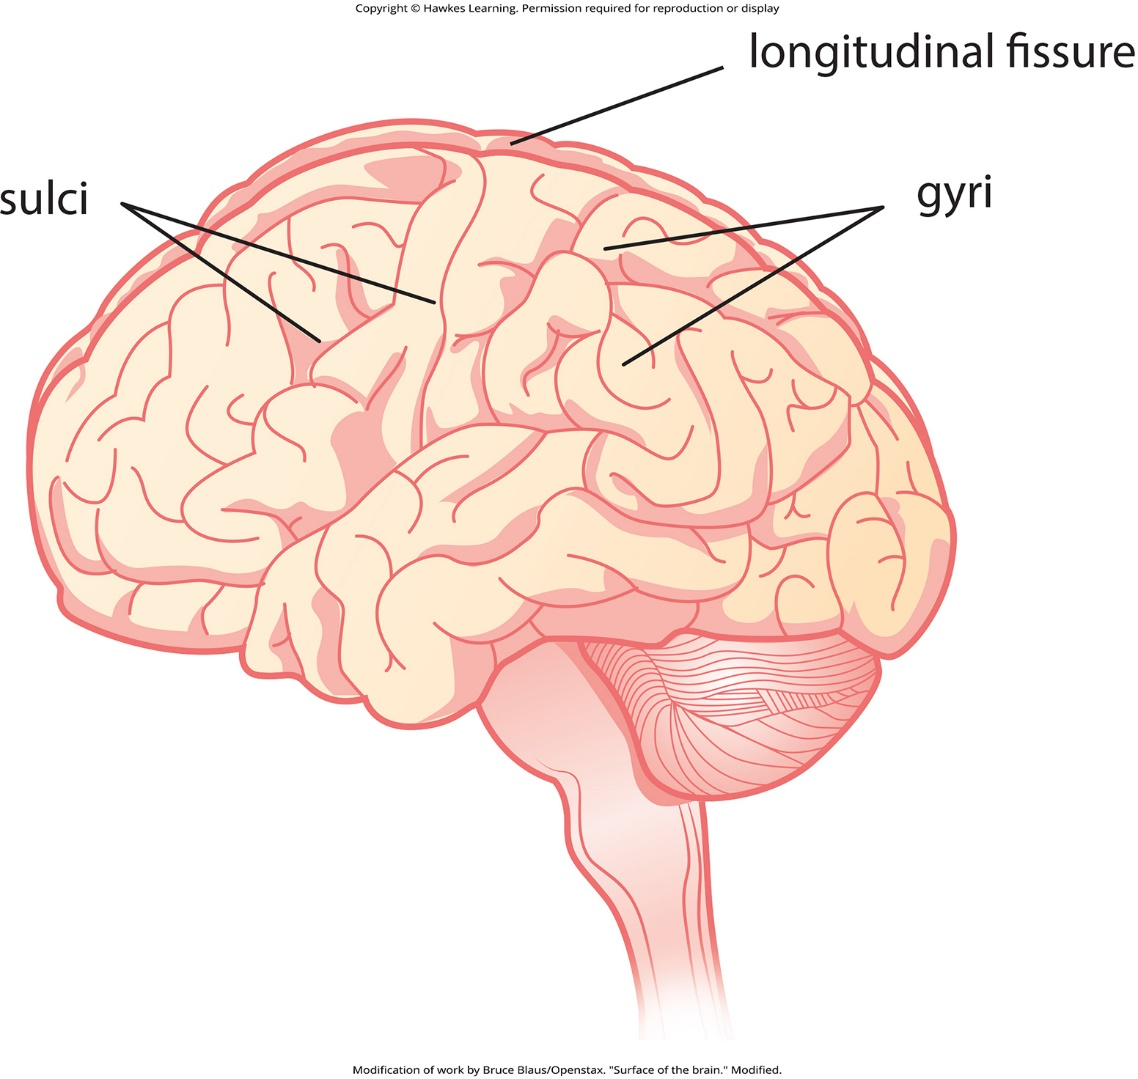 Copyright © Hawkes Learning. Permission required for reproduction or display
longitudinal fissure
sulci
gyri
Modification of work by Bruce Blaus/Openstax. "Surface of the brain." Modified.